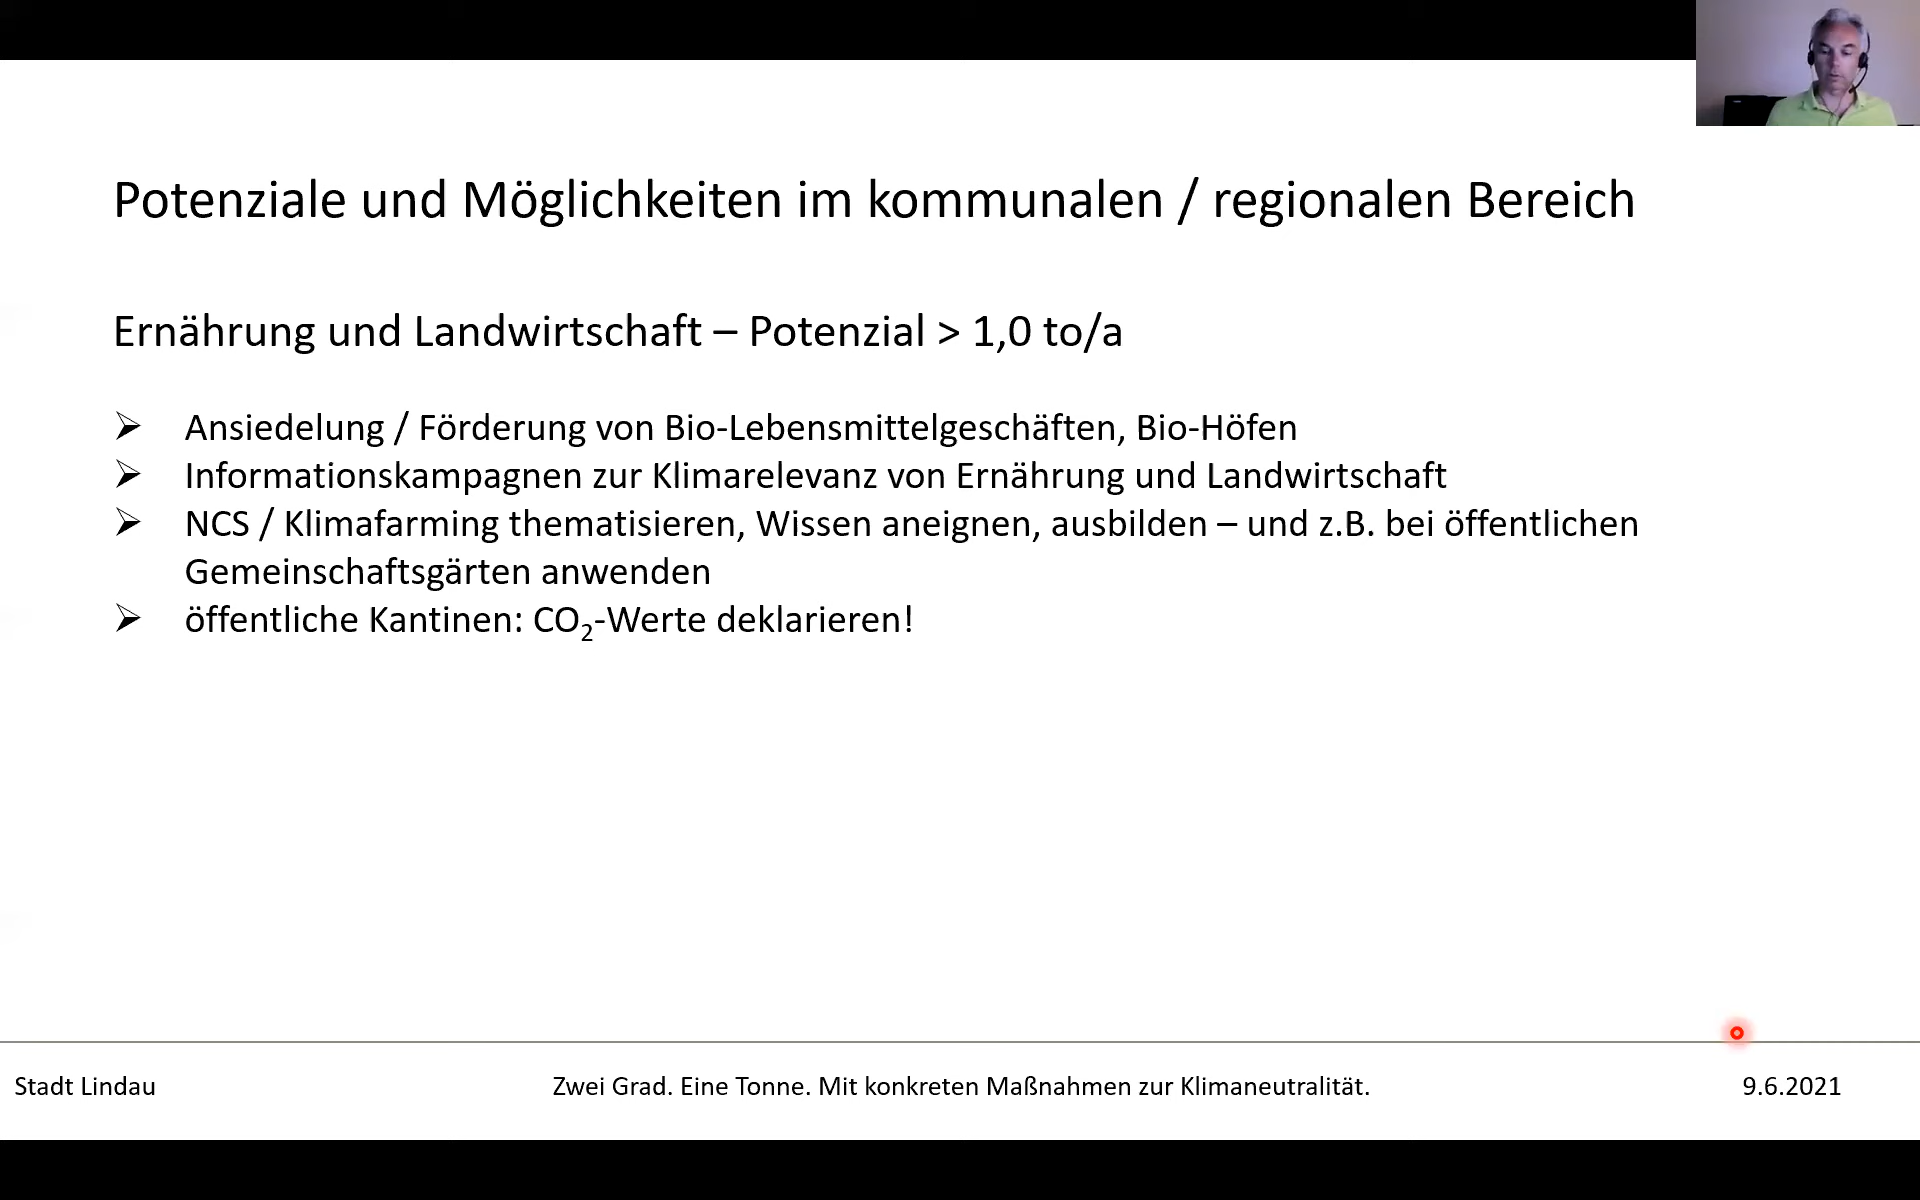 Potenziale und Möglichkeiten im kommunalen / regionalen Bereich
Ernährung und Landwirtschaft – Potenzial > 1,0 to/a
➢ Ansiedelung / Förderung von Bio-Lebensmittelgeschäften, Bio-Höfen
➢ Informationskampagnen zur Klimarelevanz von Ernährung und Landwirtschaft
➢ NCS / Klimafarming thematisieren, Wissen aneignen, ausbilden – und z.B. bei öffentlichen
Gemeinschaftsgärten anwenden
➢ öffentliche Kantinen: CO₂-Werte deklarieren!
Stadt Lindau
Zwei Grad. Eine Tonne. Mit konkreten Maßnahmen zur Klimaneutralität.
9.6.2021